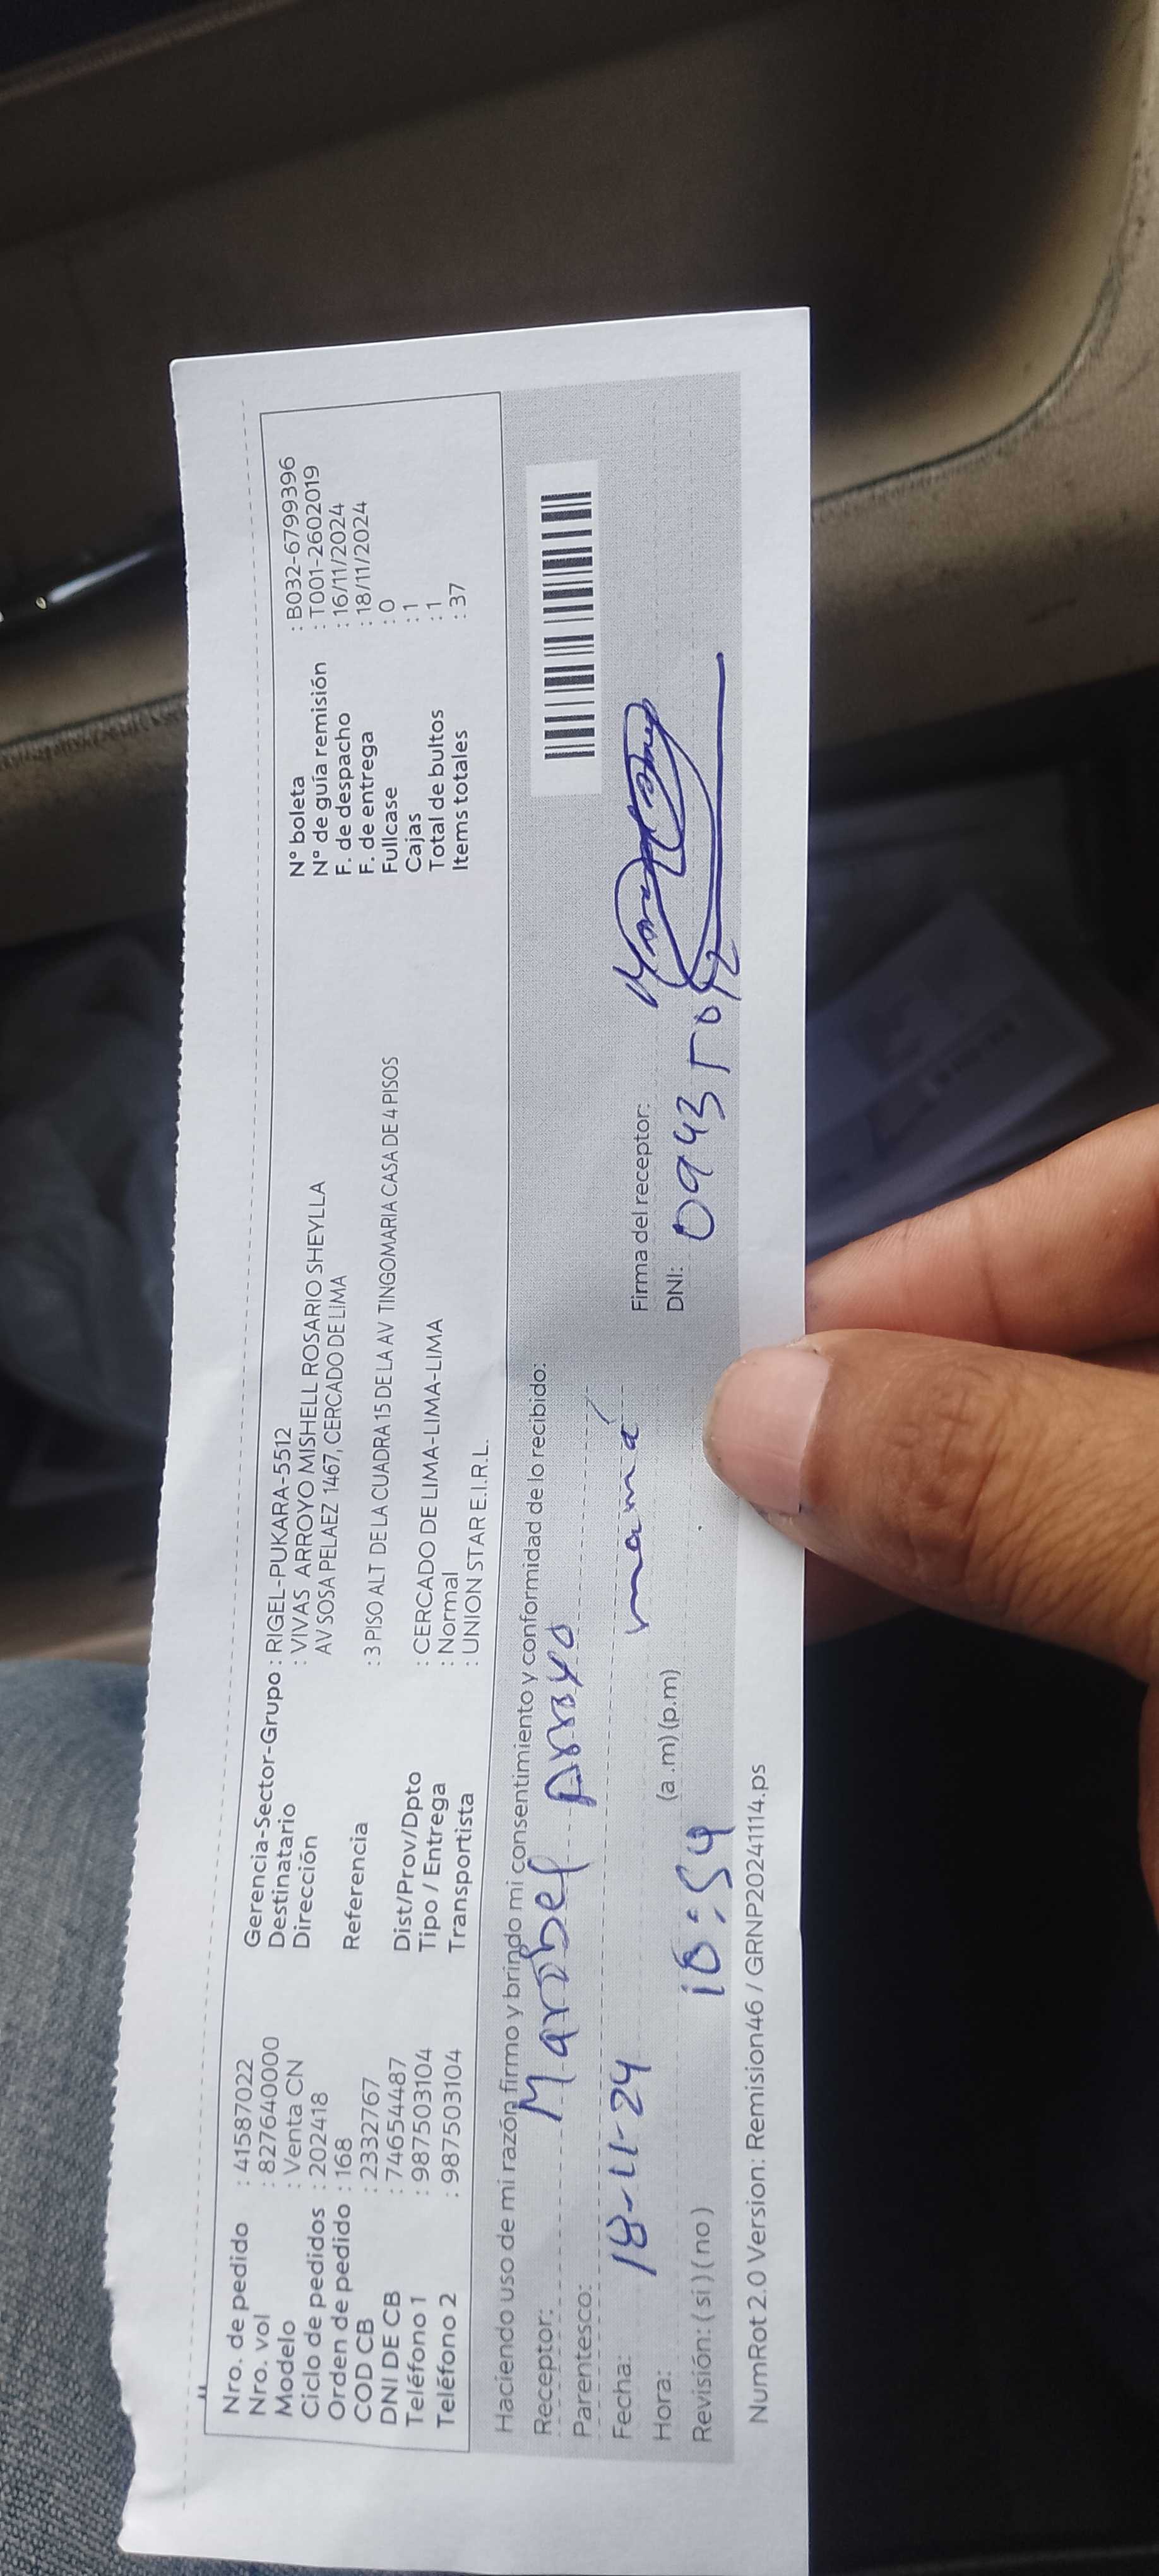 Nro. de pedido : 41587022
Nro. vol : 827640000
Modelo : Venta CN
Ciclo de pedidos : 202418
Orden de pedido : 168
COD CB : 2332767
DNI DE CB : 74654487
Teléfono 1 : 987503104
Teléfono 2 : 987503104
Gerencia-Sector-Grupo : RIGEL-PUKARA-5512
Destinatario : VIVAS ARROYO MISHELL ROSARIO SHEYLLA
Dirección AV SOSA PELAEZ 1467, CERCADO DE LIMA
Referencia : 3 PISO ALT DE LA CUADRA 15 DE LA AV TINGOMARIA CASA DE 4 PISOS
Dist/Prov/Dpto : CERCADO DE LIMA-LIMA-LIMA
Tipo / Entrega : Normal
Transportista : UNION STAR E.I.R.L.
N° boleta : B032-6799396
N° de guía remisión : T001-2602019
F. de despacho : 16/11/2024
F. de entrega : 18/11/2024
Fullcase : 0
Cajas : 1
Total de bultos : 1
Items totales : 37
Haciendo uso de mi razón firmo y brindo mi consentimiento y conformidad de lo recibido:
Receptor: Marobel Arroyo
Parentesco: mamá
Fecha: 18-11-24
Hora: 10:54 (a .m) (p.m)
Revisión: ( si ) ( no )
Firma del receptor:
DNI:
NumRot 2.0 Version: Remision46 / GRNP20241114.ps